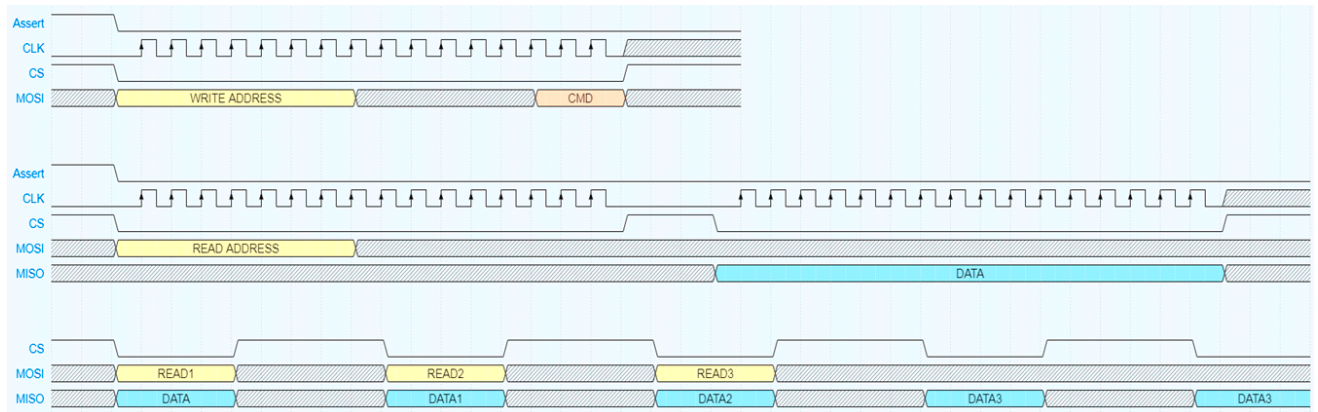 Assert
CLK
CS
MOSI WRITE ADDRESS CMD
Assert
CLK
CS
MOSI READ ADDRESS
MISO DATA
CS
MOSI READ1 READ2 READ3
MISO DATA DATA1 DATA2 DATA3 DATA3